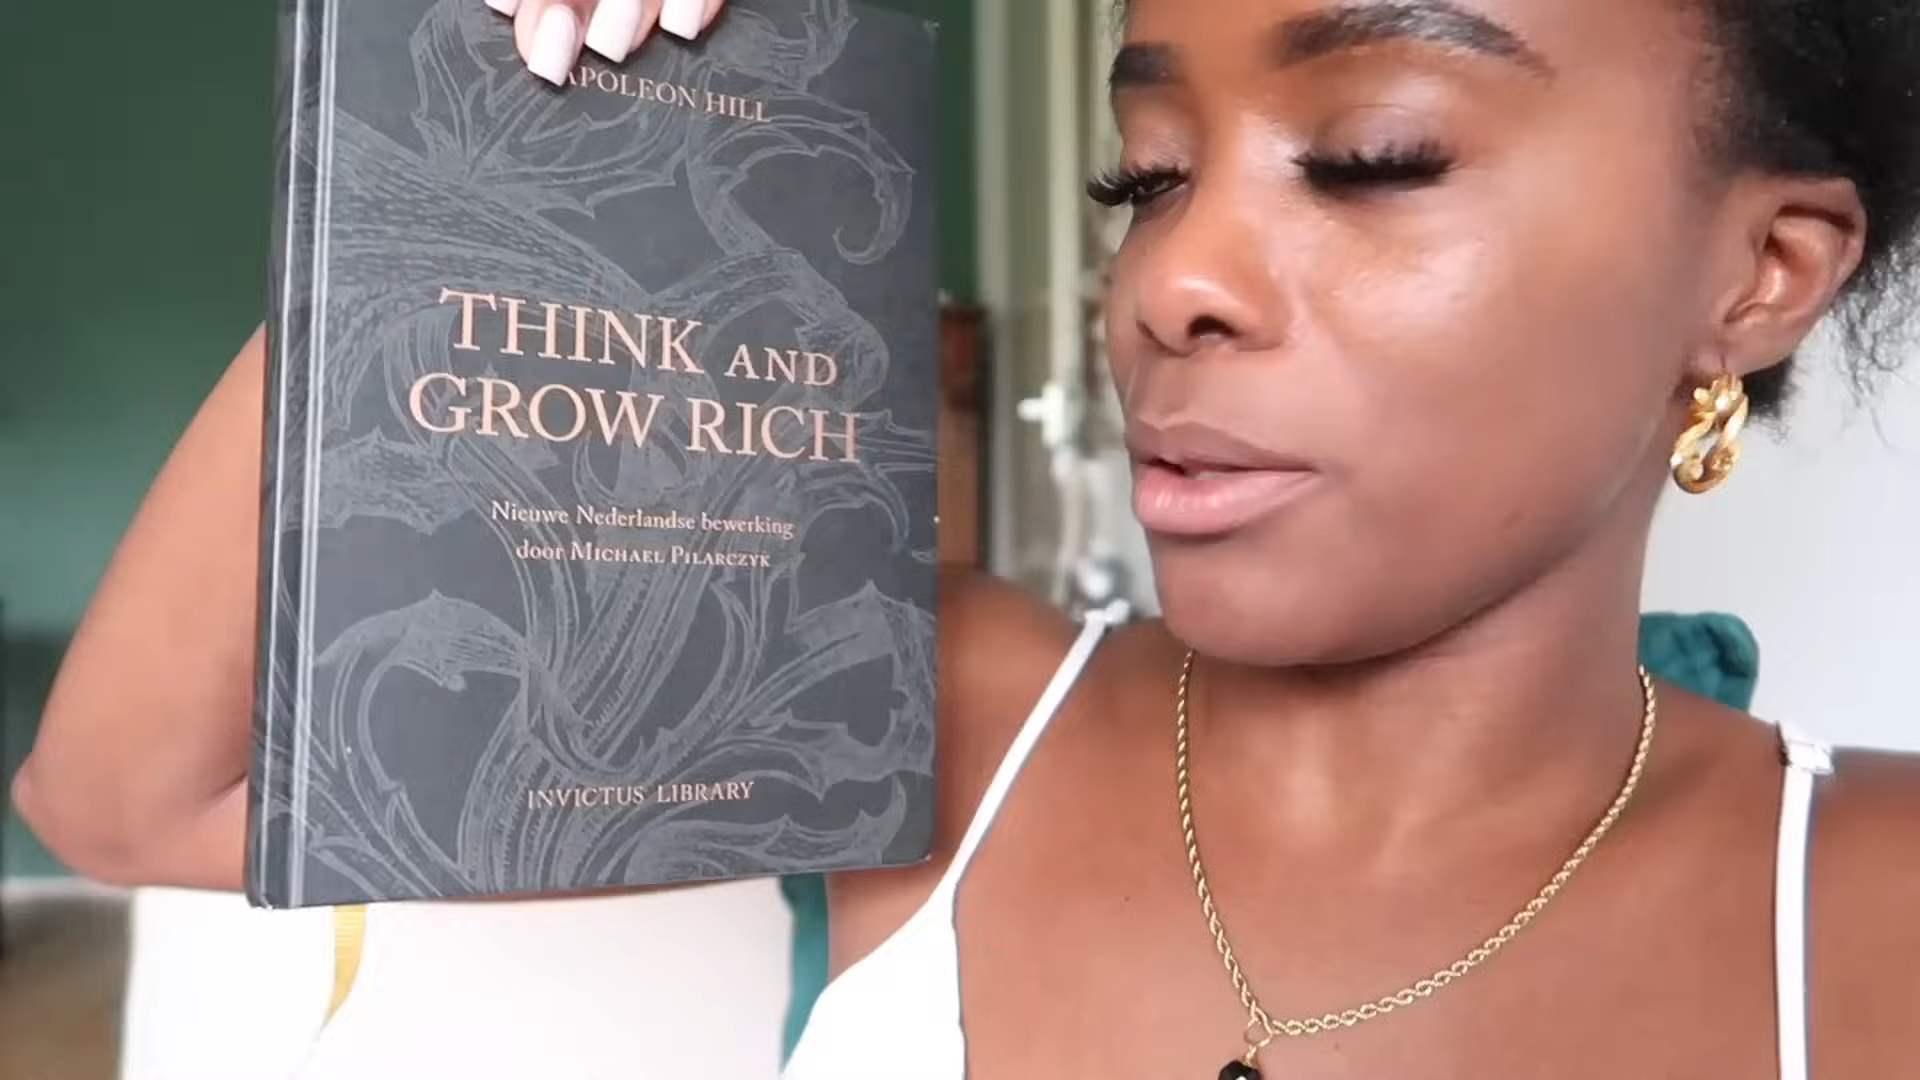 APOLEON HILL
THINK AND
GROW RICH
Nieuwe Nederlandse bewerking
door MICHAEL PILARCZYK
INVICTUS LIBRARY